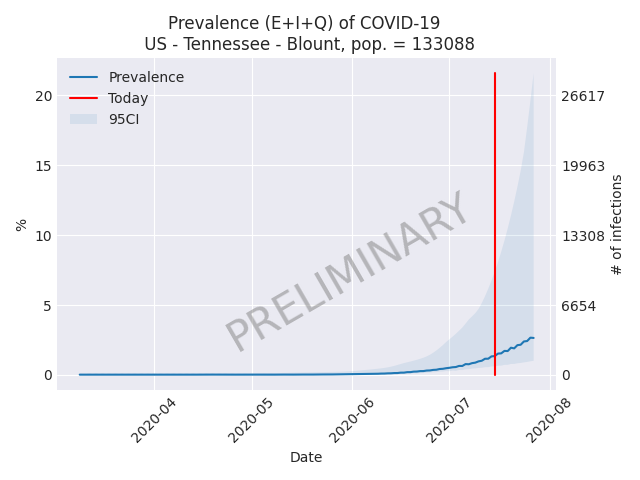 Prevalence (E+I+Q) of COVID-19
US - Tennessee - Blount, pop. = 133088
Prevalence
Today
95CI
PRELIMINARY
%
20
15
10
5
0
26617
19963
13308
6654
0
# of infections
2020-04
2020-05
2020-06
2020-07
2020-08
Date